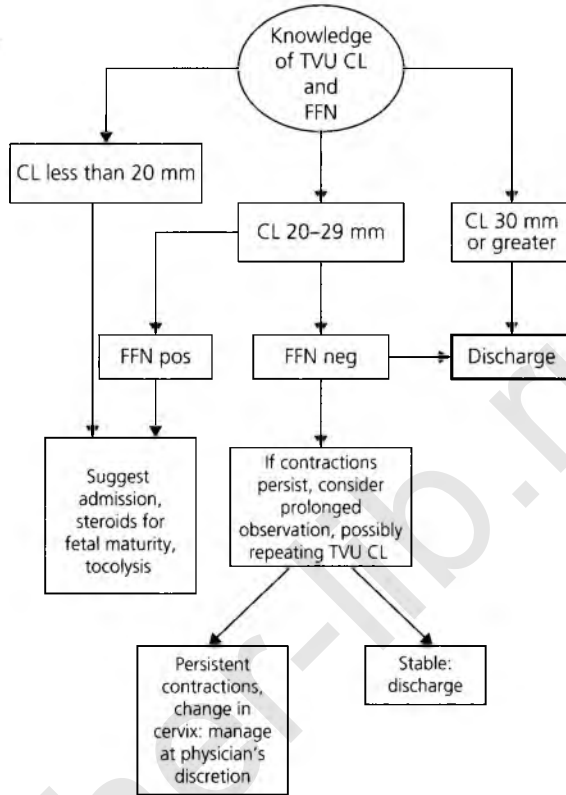 Knowledge
of TVU CL
and
FFN
CL less than 20 mm
CL 20–29 mm
CL 30 mm
or greater
FFN pos
FFN neg
Discharge
Suggest
admission,
steroids for
fetal maturity,
tocolysis
If contractions
persist, consider
prolonged
observation, possibly
repeating TVU CL
Persistent
contractions,
change in
cervix: manage
at physician's
discretion
Stable:
discharge
her-lib.r